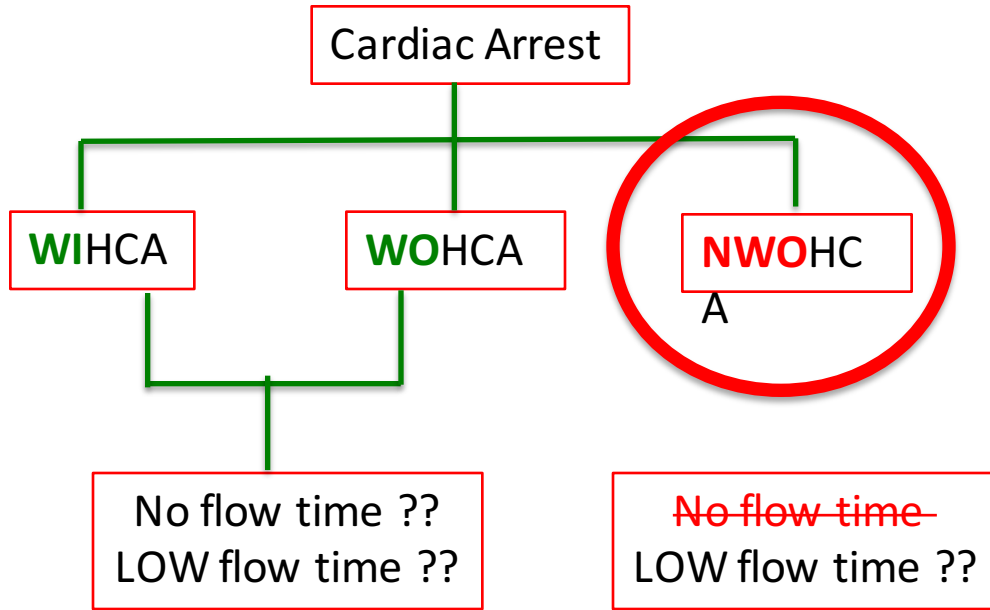 Cardiac Arrest
WIHCA
WOHCA
NWOHC
A
No flow time ??
LOW flow time ??
No flow time
LOW flow time ??